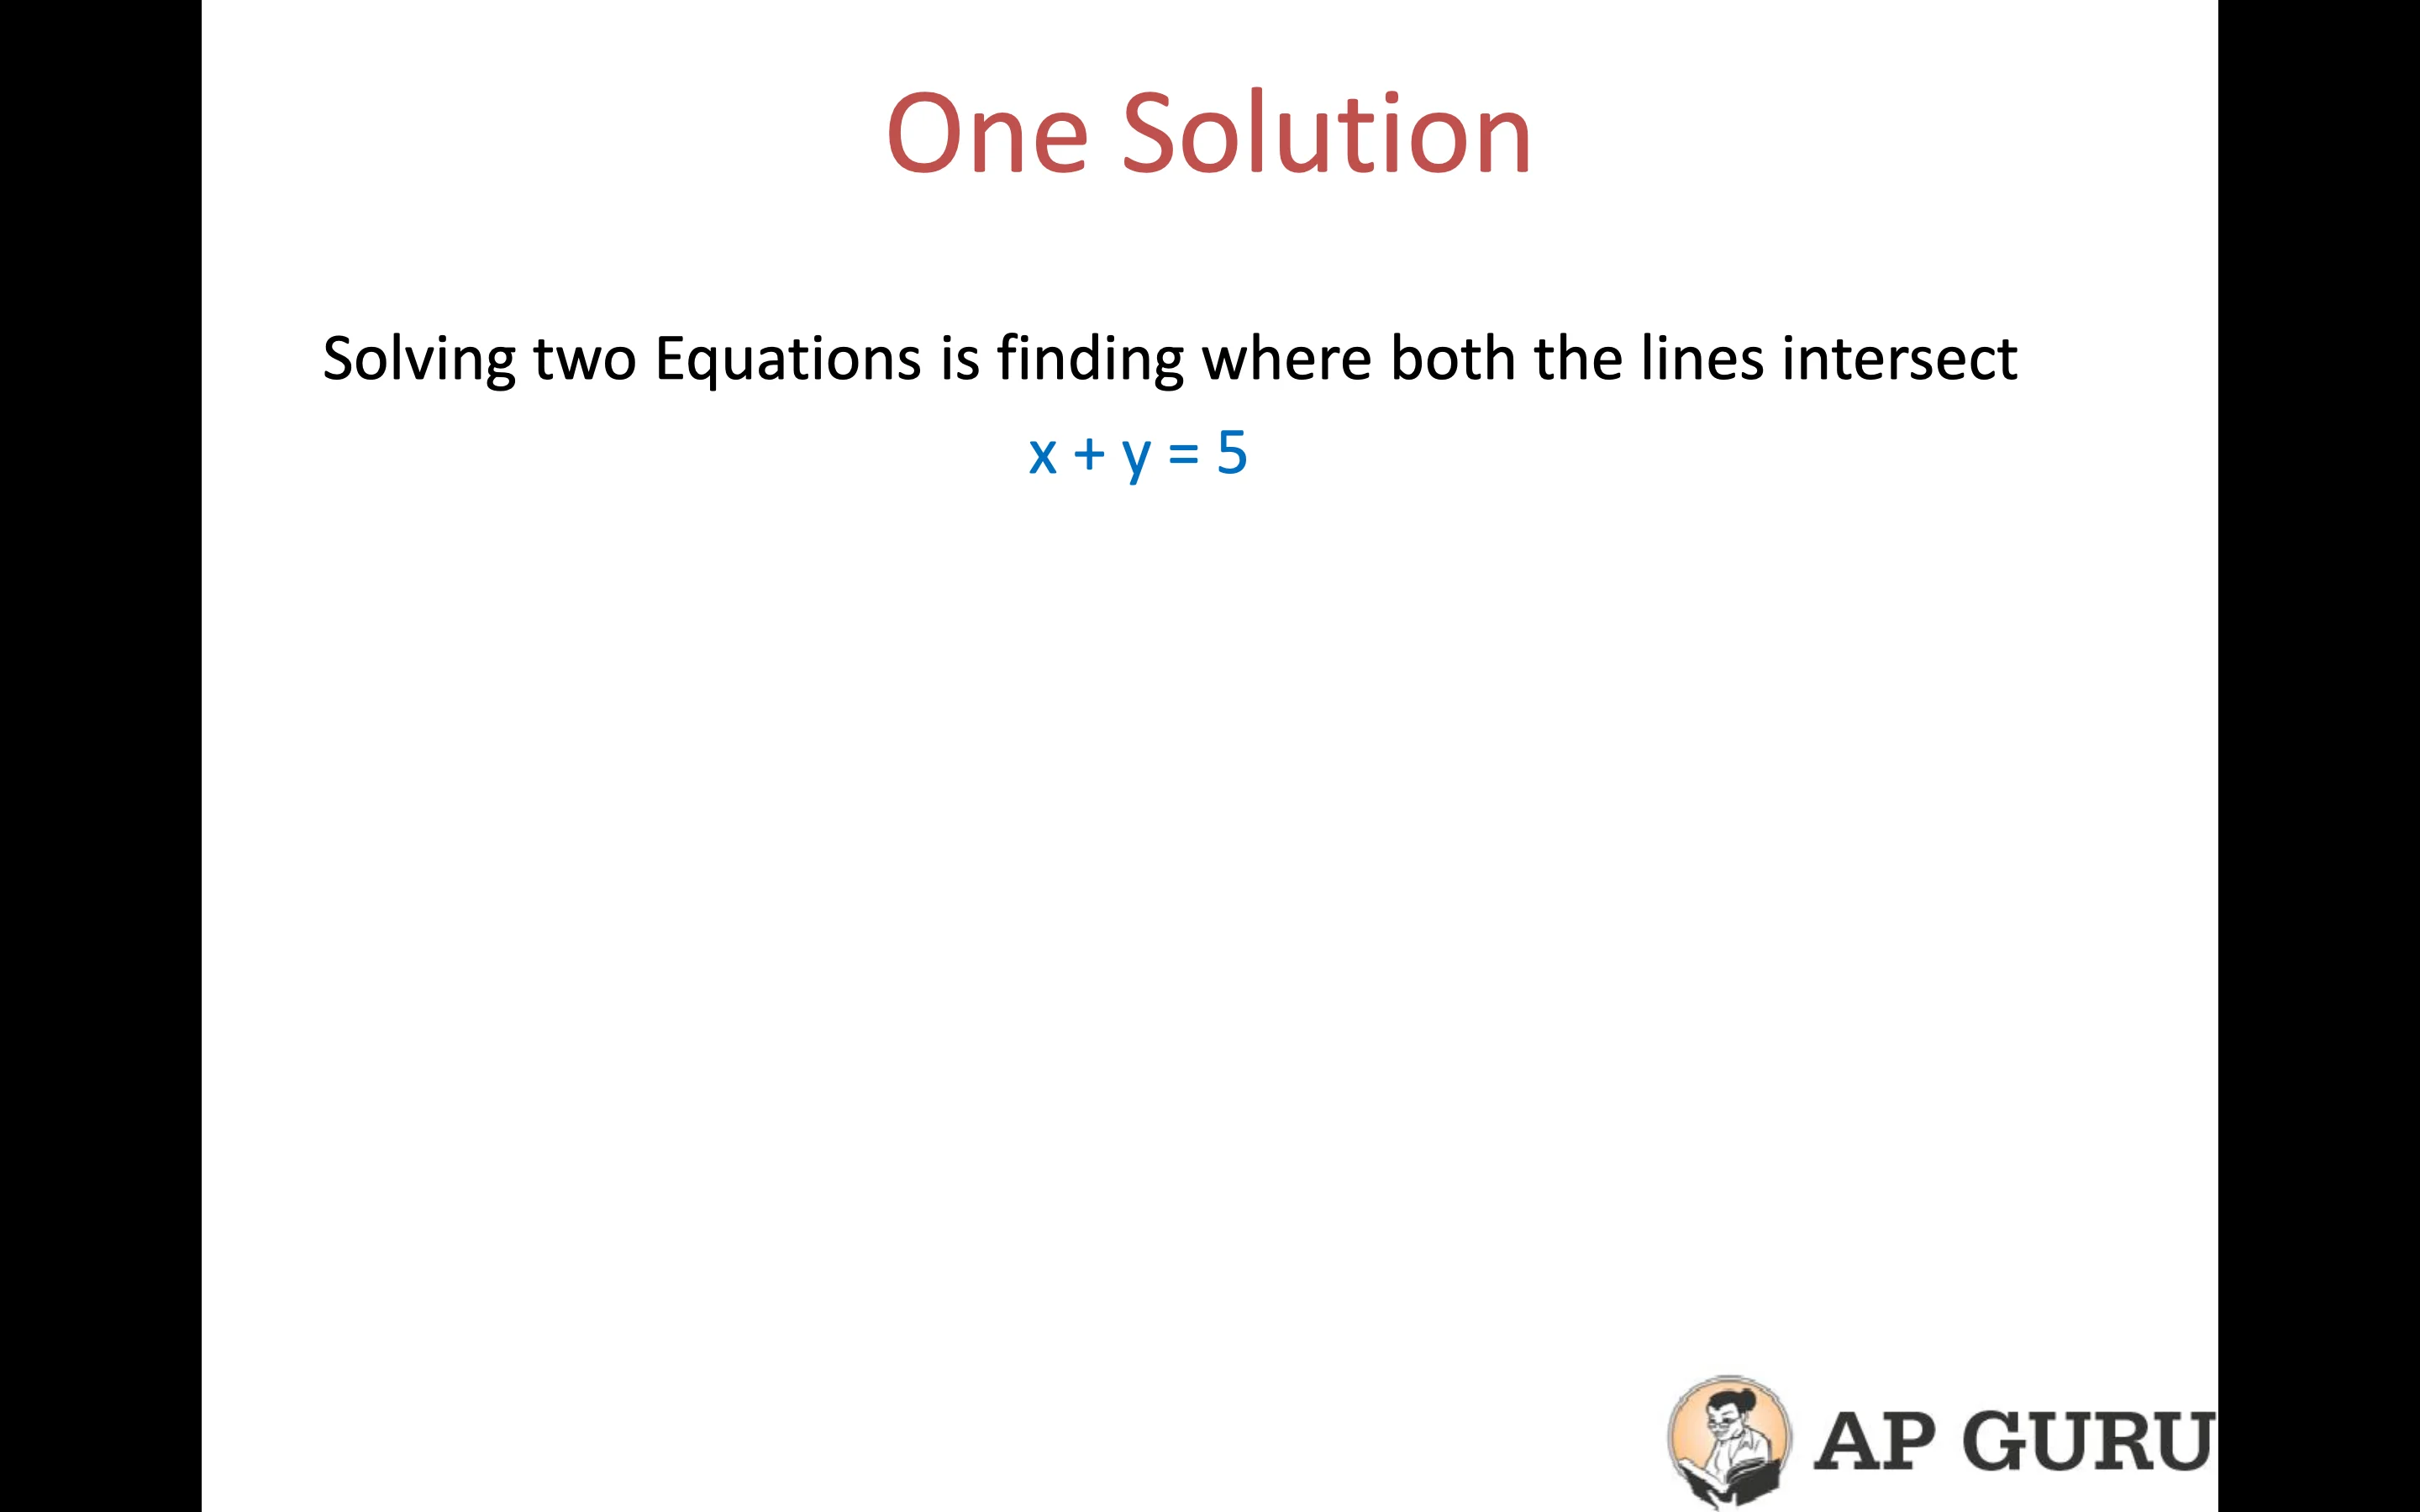 One Solution
Solving two Equations is finding where both the lines intersect
x + y = 5
AP GURU